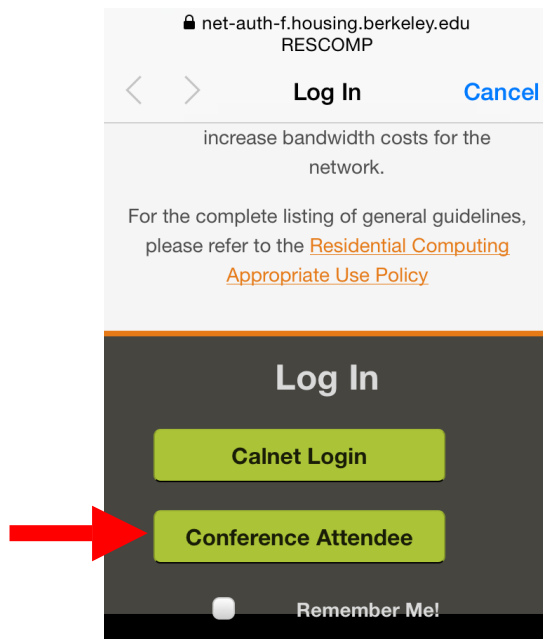 net-auth-f.housing.berkeley.edu
RESCOMP
Log In
Cancel
increase bandwidth costs for the
network.
For the complete listing of general guidelines,
please refer to the Residential Computing
Appropriate Use Policy
Log In
Calnet Login
Conference Attendee
Remember Me!